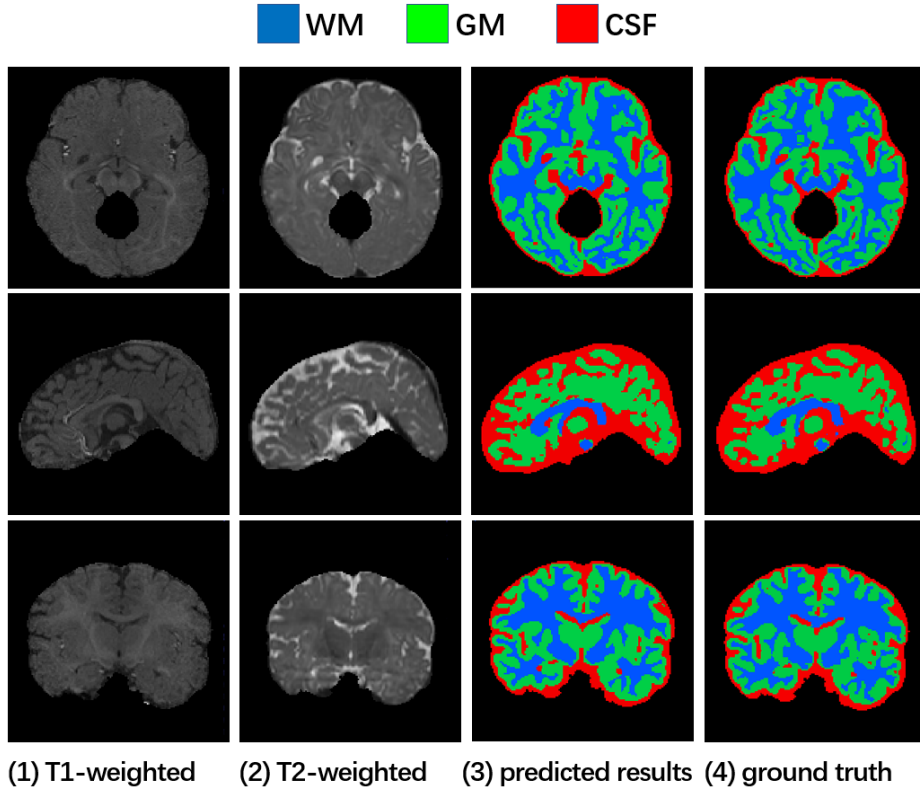 WM GM CSF
(1) T1-weighted (2) T2-weighted (3) predicted results (4) ground truth